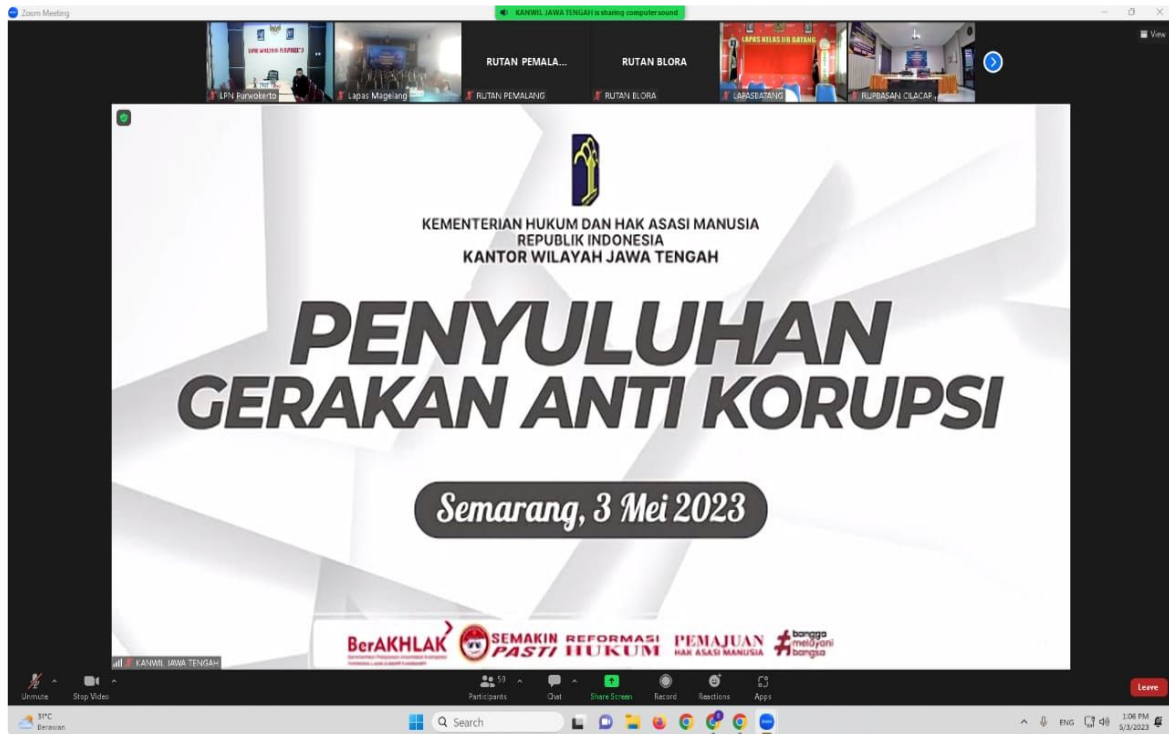 Zoom Meeting
KANWIL JAWA TENGAH is sharing computer sound
View
RUTAN PEMALA...
RUTAN BLORA
LAPAS KELAS IIB BATANG
LPN Purwokerto
Lapas Magelang
RUTAN PEMALANG
RUTAN BLORA
LAPASBATANG
RUPBASAN CILACAP
KEMENTERIAN HUKUM DAN HAK ASASI MANUSIA
REPUBLIK INDONESIA
KANTOR WILAYAH JAWA TENGAH
PENYULUHAN
GERAKAN ANTI KORUPSI
Semarang, 3 Mei 2023
BerAKHLAK
SEMAKIN PASTI
REFORMASI HUKUM
PEMAJUAN HAK ASASI MANUSIA
#bangga melayani bangsa
KANWIL JAWA TENGAH
Unmute
Stop Video
Participants
50
Chat
Share Screen
Record
Reactions
Apps
Leave
31°C
Berawan
Search
ENG
1:06 PM
5/3/2023